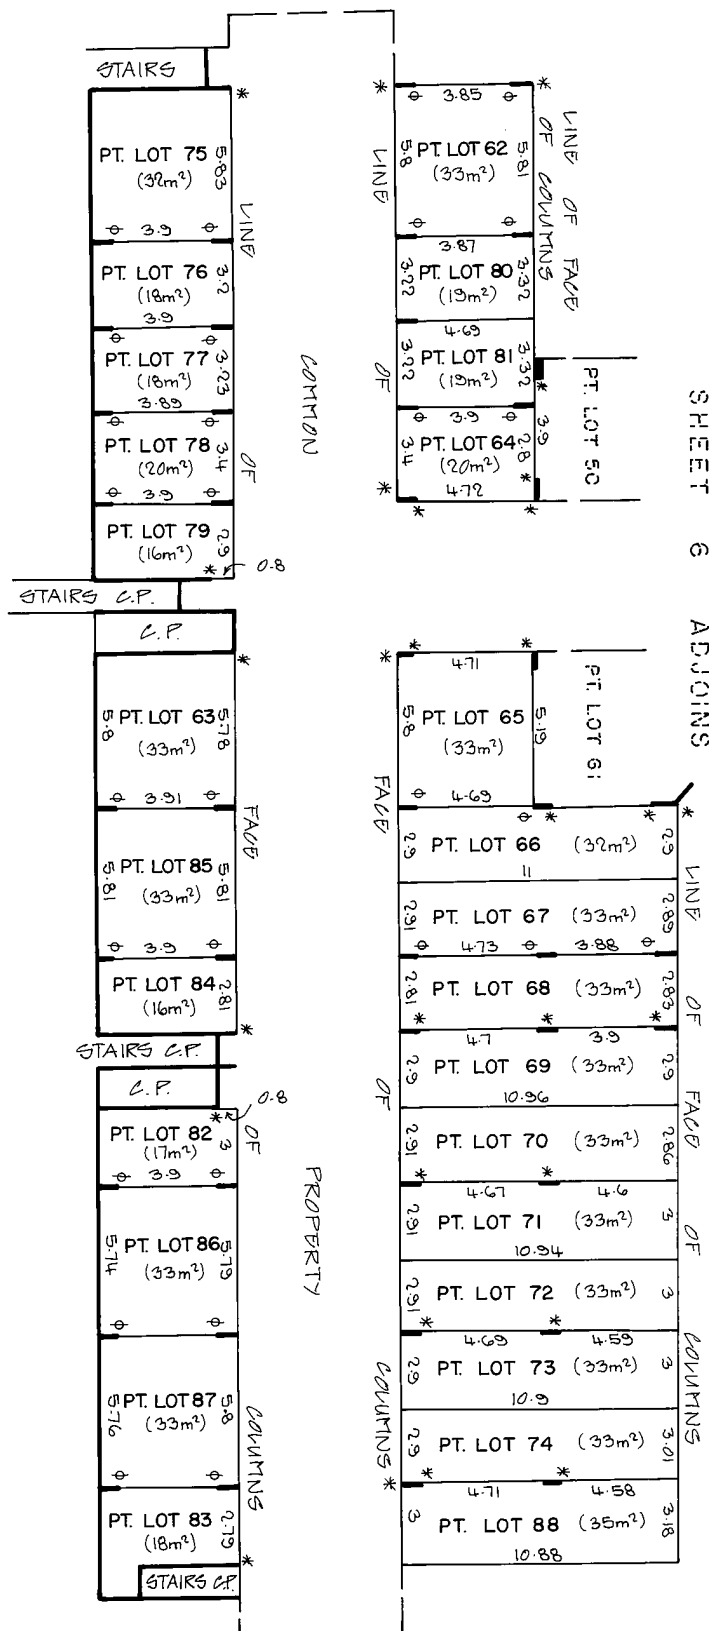 STAIRS
PT. LOT 75
(32m²)
5.83
3.9
PT. LOT 76
(18m²)
3.2
3.9
PT. LOT 77
(18m²)
3.23
3.89
PT. LOT 78
(20m²)
3.4
3.9
PT. LOT 79
(16m²)
2.9
0.8
STAIRS C.P.
C.P.
PT. LOT 63
(33m²)
5.8
5.78
3.91
PT. LOT 85
(33m²)
5.81
5.81
3.9
PT. LOT 84
(16m²)
2.81
STAIRS C.P.
C.P.
0.8
PT. LOT 82
(17m²)
3
3.9
PT. LOT 86
(33m²)
5.74
5.79
PT. LOT 87
(33m²)
5.76
5.8
PT. LOT 83
(18m²)
2.79
STAIRS C.P.
LINE OF FACE OF COLUMNS
COMMON PROPERTY
LINE OF FACE OF COLUMNS
3.85
PT. LOT 62
(33m²)
5.8
5.81
3.87
PT. LOT 80
(19m²)
3.22
3.32
4.69
PT. LOT 81
(19m²)
3.22
3.32
3.9
PT. LOT 64
(20m²)
3.4
2.8
3.9
4.72
LINE OF FACE
OF COLUMNS
PT. LOT 50
SHEET 6 ADJOINS
4.71
PT. LOT 65
(33m²)
5.8
5.19
4.69
PT. LOT 61
PT. LOT 66 (32m²)
2.9
2.9
11
PT. LOT 67 (33m²)
2.91
2.89
4.73
3.88
PT. LOT 68 (33m²)
2.81
2.83
4.7
3.9
PT. LOT 69 (33m²)
2.9
2.9
10.96
PT. LOT 70 (33m²)
2.91
2.86
4.67
4.6
PT. LOT 71 (33m²)
2.91
3
10.94
PT. LOT 72 (33m²)
2.91
3
4.69
4.59
PT. LOT 73 (33m²)
2.9
3
10.9
PT. LOT 74 (33m²)
2.9
3.01
4.71
4.58
PT. LOT 88 (35m²)
3
3.18
10.88
LINE OF FACE OF COLUMNS